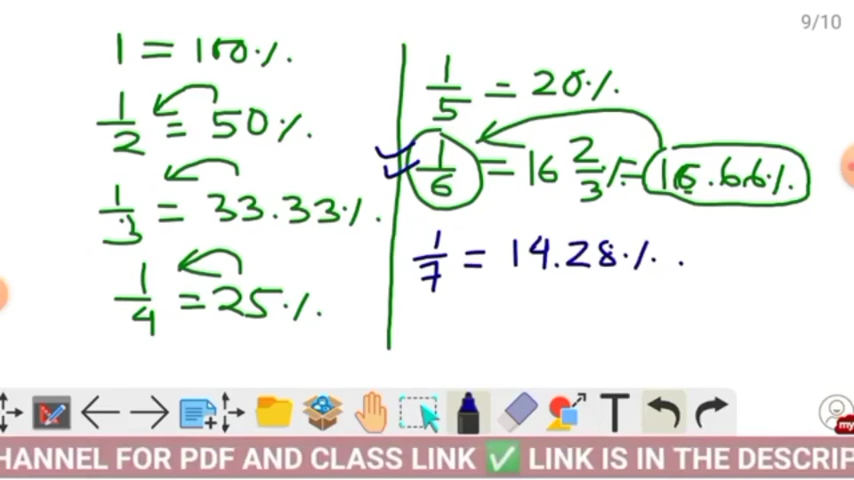 9/10
1 = 100%.
1/2 = 50%.
1/3 = 33.33%.
1/4 = 25%.
1/5 = 20%.
1/6 = 16 2/3% = 16.66%.
1/7 = 14.28%. .
T
my
HANNEL FOR PDF AND CLASS LINK ✅ LINK IS IN THE DESCRIP